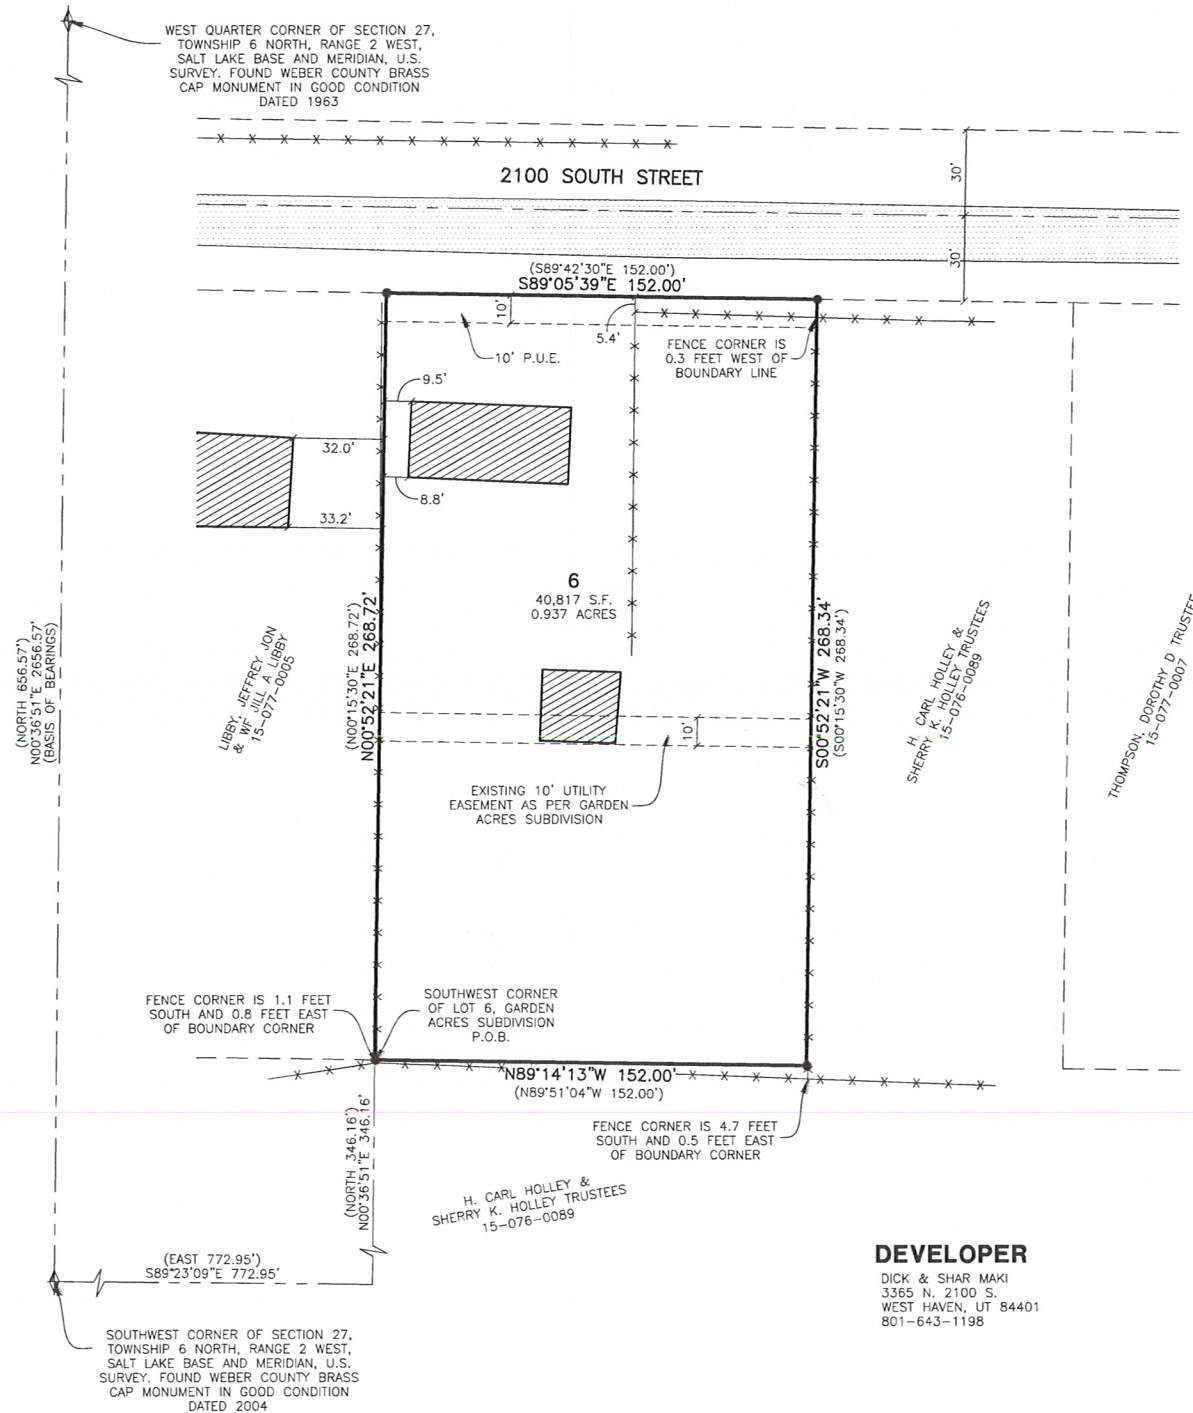 WEST QUARTER CORNER OF SECTION 27,
TOWNSHIP 6 NORTH, RANGE 2 WEST,
SALT LAKE BASE AND MERIDIAN, U.S.
SURVEY. FOUND WEBER COUNTY BRASS
CAP MONUMENT IN GOOD CONDITION
DATED 1963
2100 SOUTH STREET
30'
30'
(S89°42'30"E 152.00')
S89°05'39"E 152.00'
10'
5.4'
10' P.U.E.
FENCE CORNER IS
0.3 FEET WEST OF
BOUNDARY LINE
9.5'
32.0'
8.8'
33.2'
6
40,817 S.F.
0.937 ACRES
(NORTH 656.57')
N00°36'51"E 2656.57'
(BASIS OF BEARINGS)
LIBBY, JEFFREY JON
& WF JILL A LIBBY
15-077-0005
(N00°15'30"E 268.72')
N00°52'21"E 268.72'
S00°52'21"W 268.34'
(S00°15'30"W 268.34')
H. CARL HOLLEY &
SHERRY K. HOLLEY TRUSTEES
15-076-0089
THOMPSON, DOROTHY D TRUSTEE
15-077-0007
10'
EXISTING 10' UTILITY
EASEMENT AS PER GARDEN
ACRES SUBDIVISION
FENCE CORNER IS 1.1 FEET
SOUTH AND 0.8 FEET EAST
OF BOUNDARY CORNER
SOUTHWEST CORNER
OF LOT 6, GARDEN
ACRES SUBDIVISION
P.O.B.
N89°14'13"W 152.00'
(N89°51'04"W 152.00')
FENCE CORNER IS 4.7 FEET
SOUTH AND 0.5 FEET EAST
OF BOUNDARY CORNER
(NORTH 346.16')
N00°36'51"E 346.16'
H. CARL HOLLEY &
SHERRY K. HOLLEY TRUSTEES
15-076-0089
(EAST 772.95')
S89°23'09"E 772.95'
DEVELOPER
DICK & SHAR MAKI
3365 N. 2100 S.
WEST HAVEN, UT 84401
801-643-1198
SOUTHWEST CORNER OF SECTION 27,
TOWNSHIP 6 NORTH, RANGE 2 WEST,
SALT LAKE BASE AND MERIDIAN, U.S.
SURVEY. FOUND WEBER COUNTY BRASS
CAP MONUMENT IN GOOD CONDITION
DATED 2004